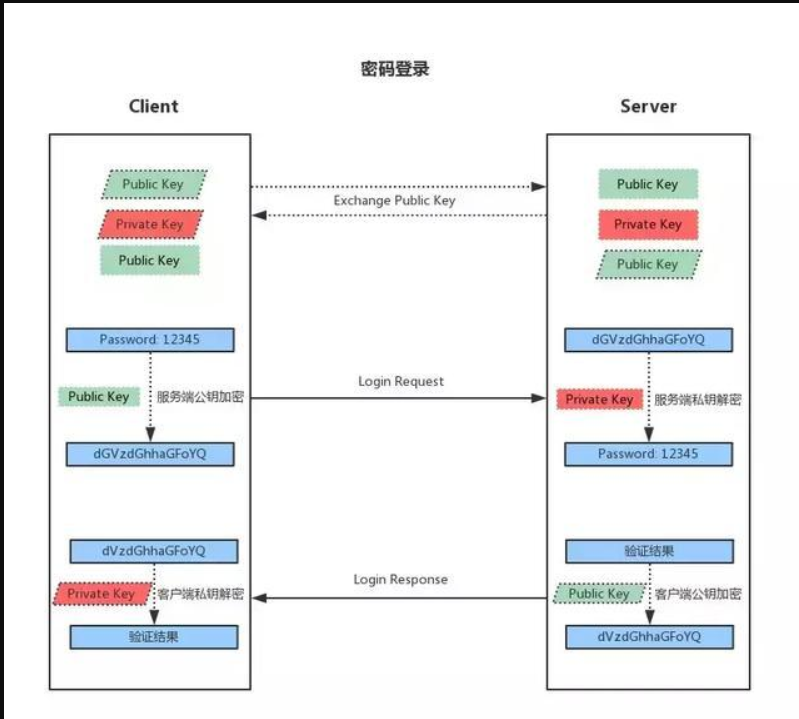 密码登录
Client
Server
Public Key
Private Key
Public Key
Exchange Public Key
Public Key
Private Key
Public Key
Password: 12345
Public Key
服务端公钥加密
dGVzdGhhaGFoYQ
Login Request
dGVzdGhhaGFoYQ
Private Key
服务端私钥解密
Password: 12345
dVzdGhhaGFoYQ
Private Key
客户端私钥解密
验证结果
Login Response
验证结果
Public Key
客户端公钥加密
dVzdGhhaGFoYQ